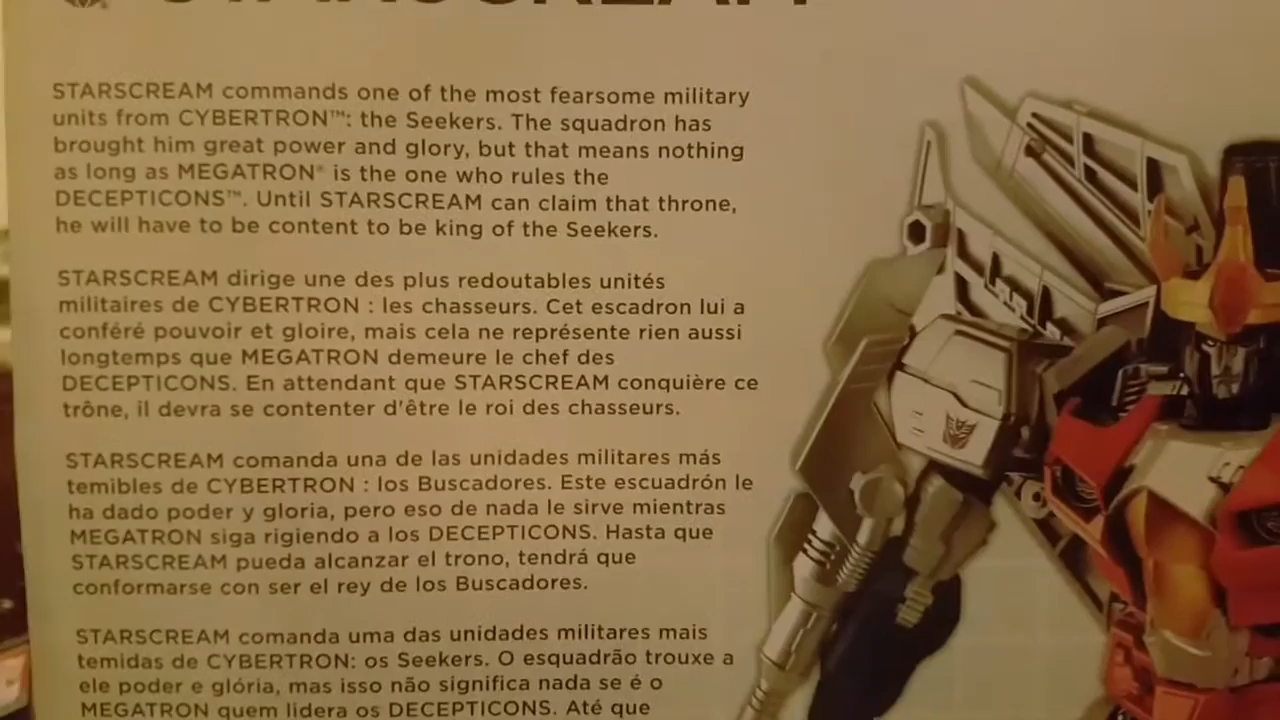 STARSCREAM
STARSCREAM commands one of the most fearsome military
units from CYBERTRON™: the Seekers. The squadron has
brought him great power and glory, but that means nothing
as long as MEGATRON® is the one who rules the
DECEPTICONS™. Until STARSCREAM can claim that throne,
he will have to be content to be king of the Seekers.
STARSCREAM dirige une des plus redoutables unités
militaires de CYBERTRON : les chasseurs. Cet escadron lui a
conféré pouvoir et gloire, mais cela ne représente rien aussi
longtemps que MEGATRON demeure le chef des
DECEPTICONS. En attendant que STARSCREAM conquière ce
trône, il devra se contenter d'être le roi des chasseurs.
STARSCREAM comanda una de las unidades militares más
temibles de CYBERTRON : los Buscadores. Este escuadrón le
ha dado poder y gloria, pero eso de nada le sirve mientras
MEGATRON siga rigiendo a los DECEPTICONS. Hasta que
STARSCREAM pueda alcanzar el trono, tendrá que
conformarse con ser el rey de los Buscadores.
STARSCREAM comanda uma das unidades militares mais
temidas de CYBERTRON: os Seekers. O esquadrão trouxe a
ele poder e glória, mas isso não significa nada se é o
MEGATRON quem lidera os DECEPTICONS. Até que